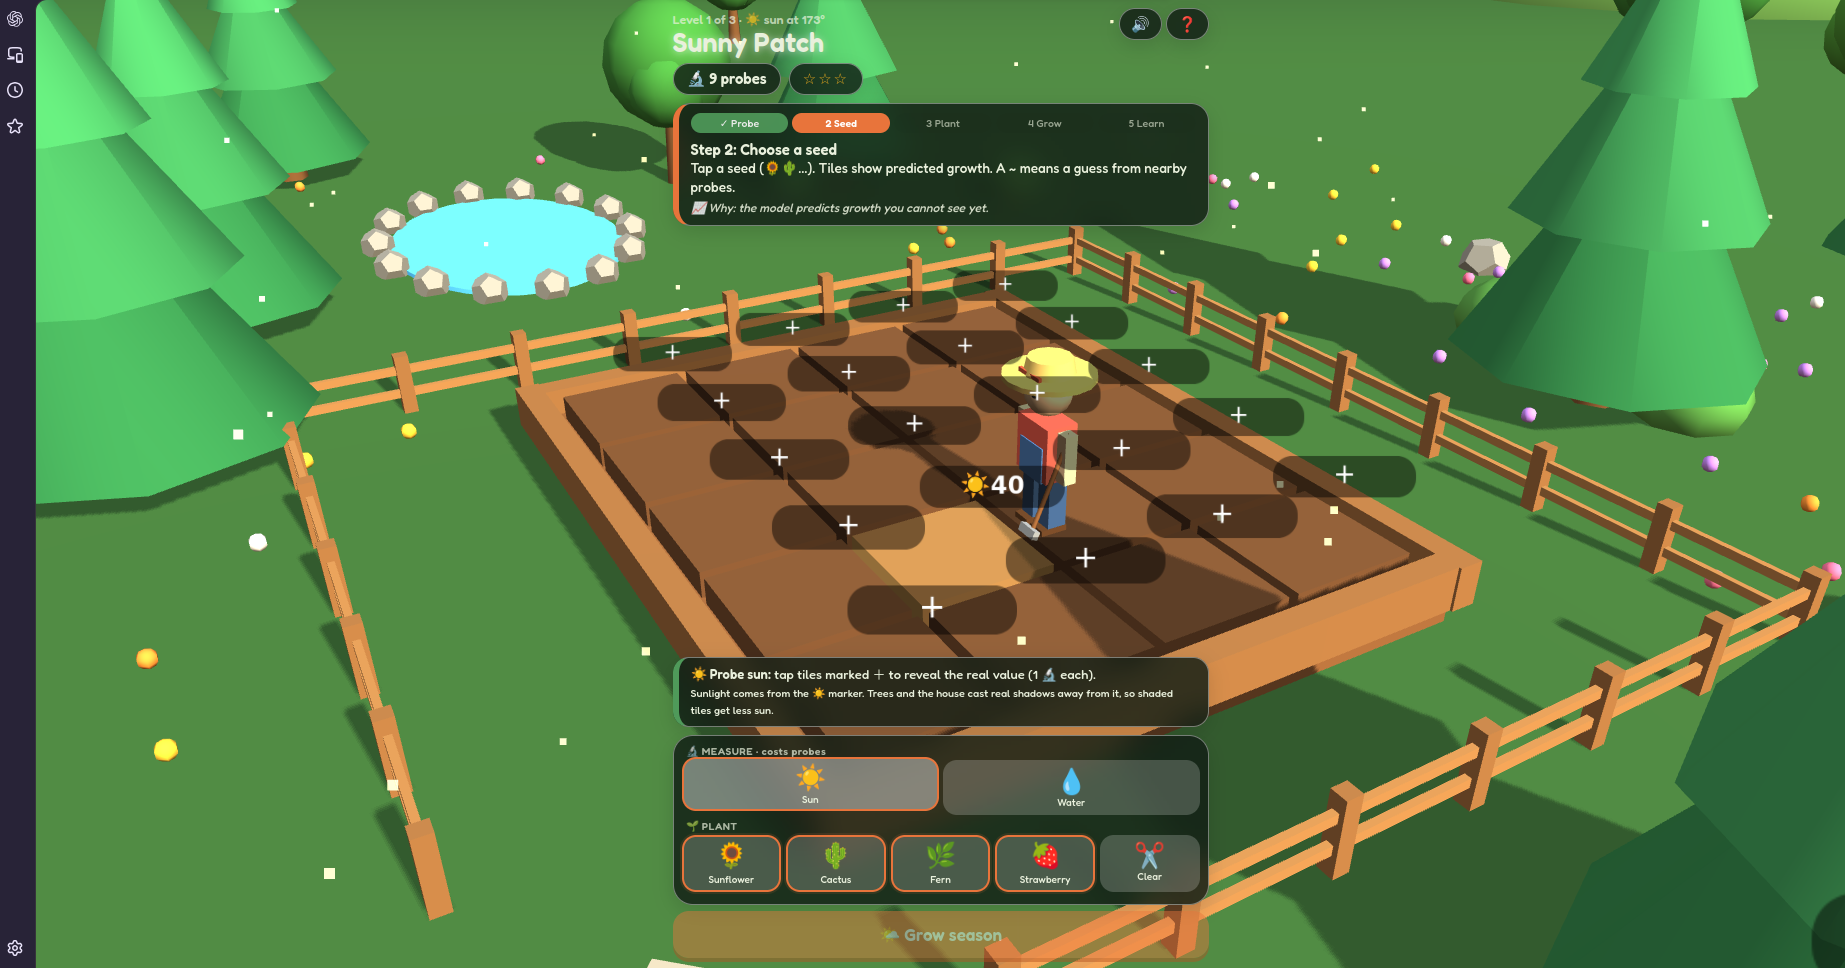 Level 1 of 3 · ☀️ sun at 173°
Sunny Patch
🔬 9 probes
☆☆☆
✓ Probe
2 Seed
3 Plant
4 Grow
5 Learn
Step 2: Choose a seed
Tap a seed (🌻🌵...). Tiles show predicted growth. A ~ means a guess from nearby
probes.
📈 Why: the model predicts growth you cannot see yet.
☀️40
☀️ Probe sun: tap tiles marked + to reveal the real value (1 🔬 each).
Sunlight comes from the ☀️ marker. Trees and the house cast real shadows away from it, so shaded
tiles get less sun.
🔬 MEASURE · costs probes
Sun
Water
🌱 PLANT
Sunflower
Cactus
Fern
Strawberry
Clear
🌤️ Grow season